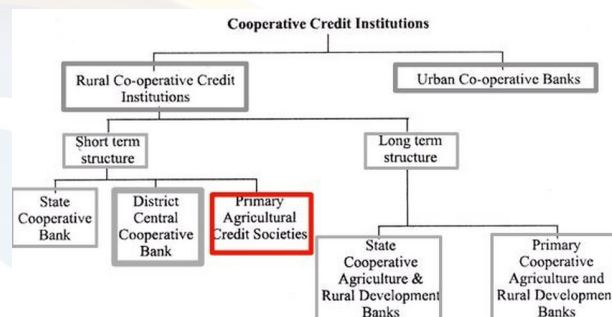 Cooperative Credit Institutions
Rural Co-operative Credit
Institutions
Urban Co-operative Banks
Short term
structure
Long term
structure
State
Cooperative
Bank
District
Central
Cooperative
Bank
Primary
Agricultural
Credit Societies
State
Cooperative
Agriculture &
Rural Development
Banks
Primary
Cooperative
Agriculture and
Rural Development
Banks